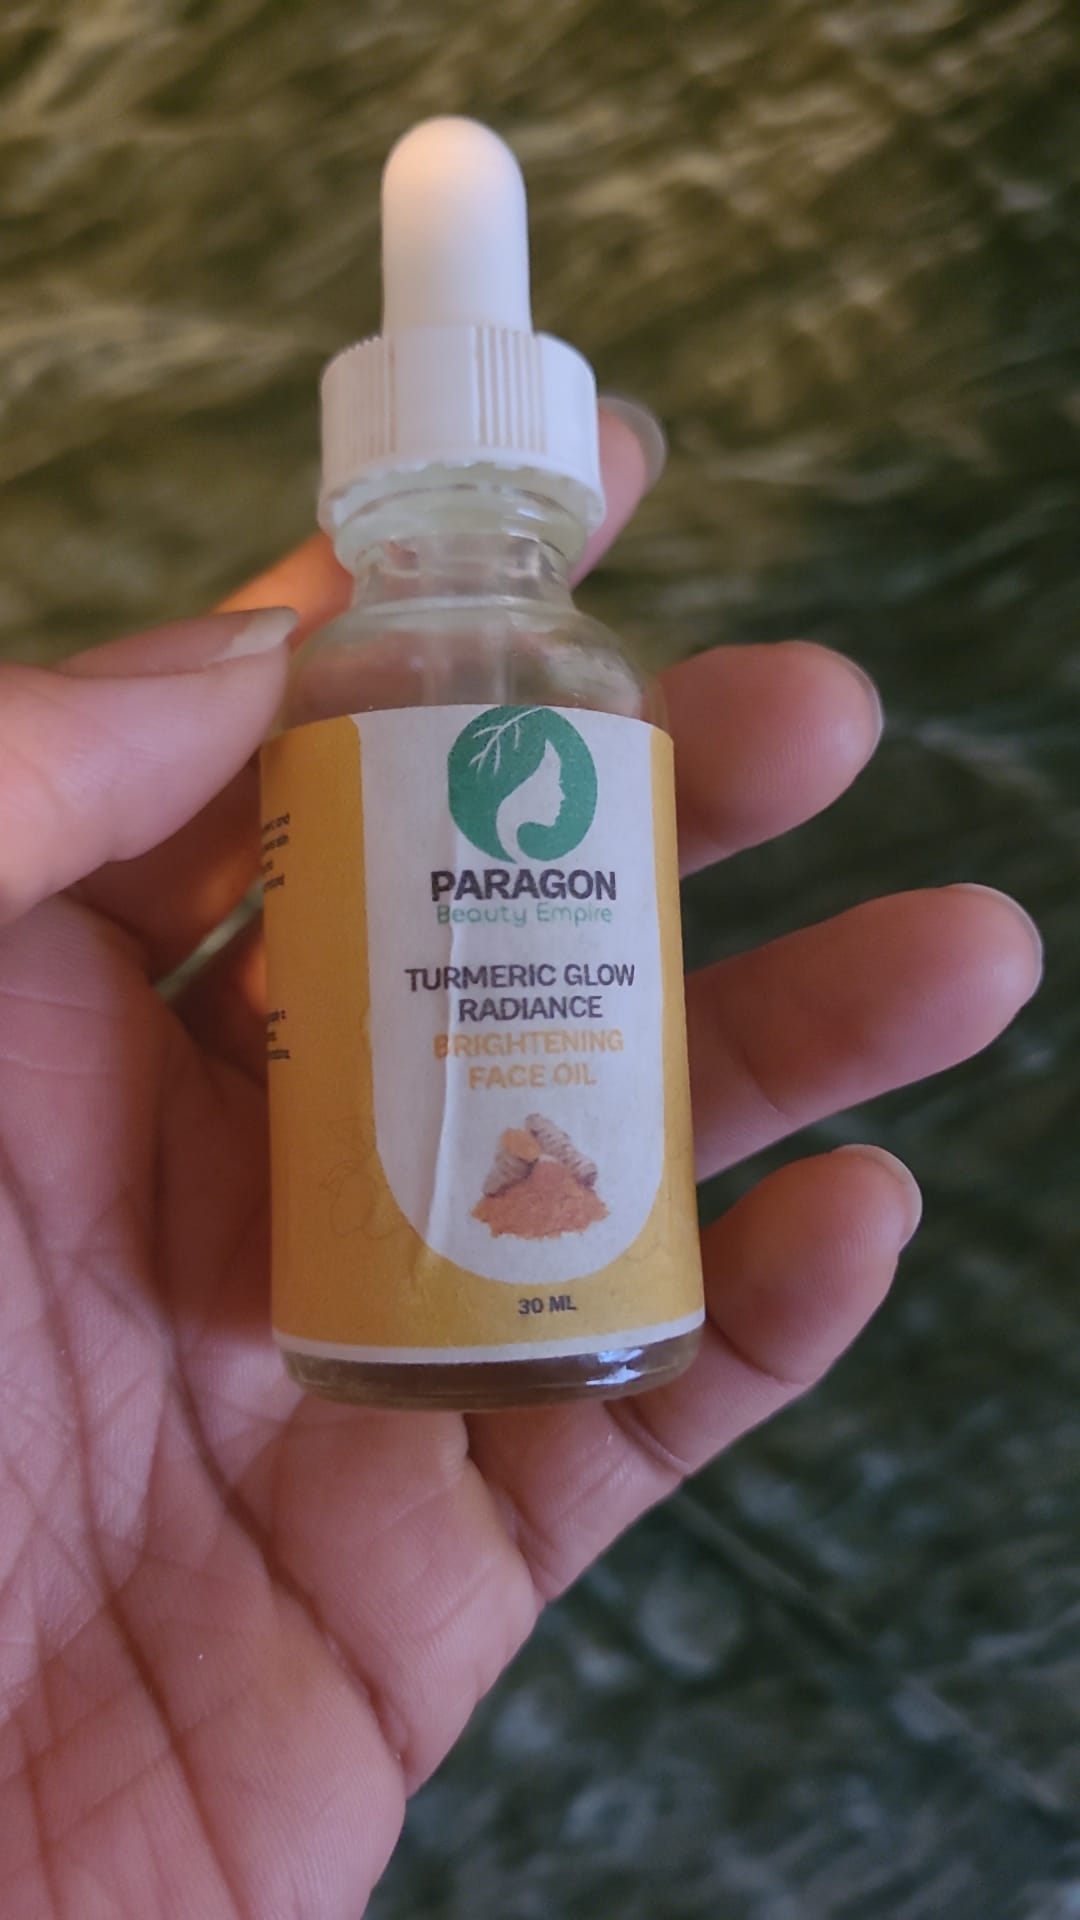 PARAGON
Beauty Empire
TURMERIC GLOW
RADIANCE
BRIGHTENING
FACE OIL
30 ML